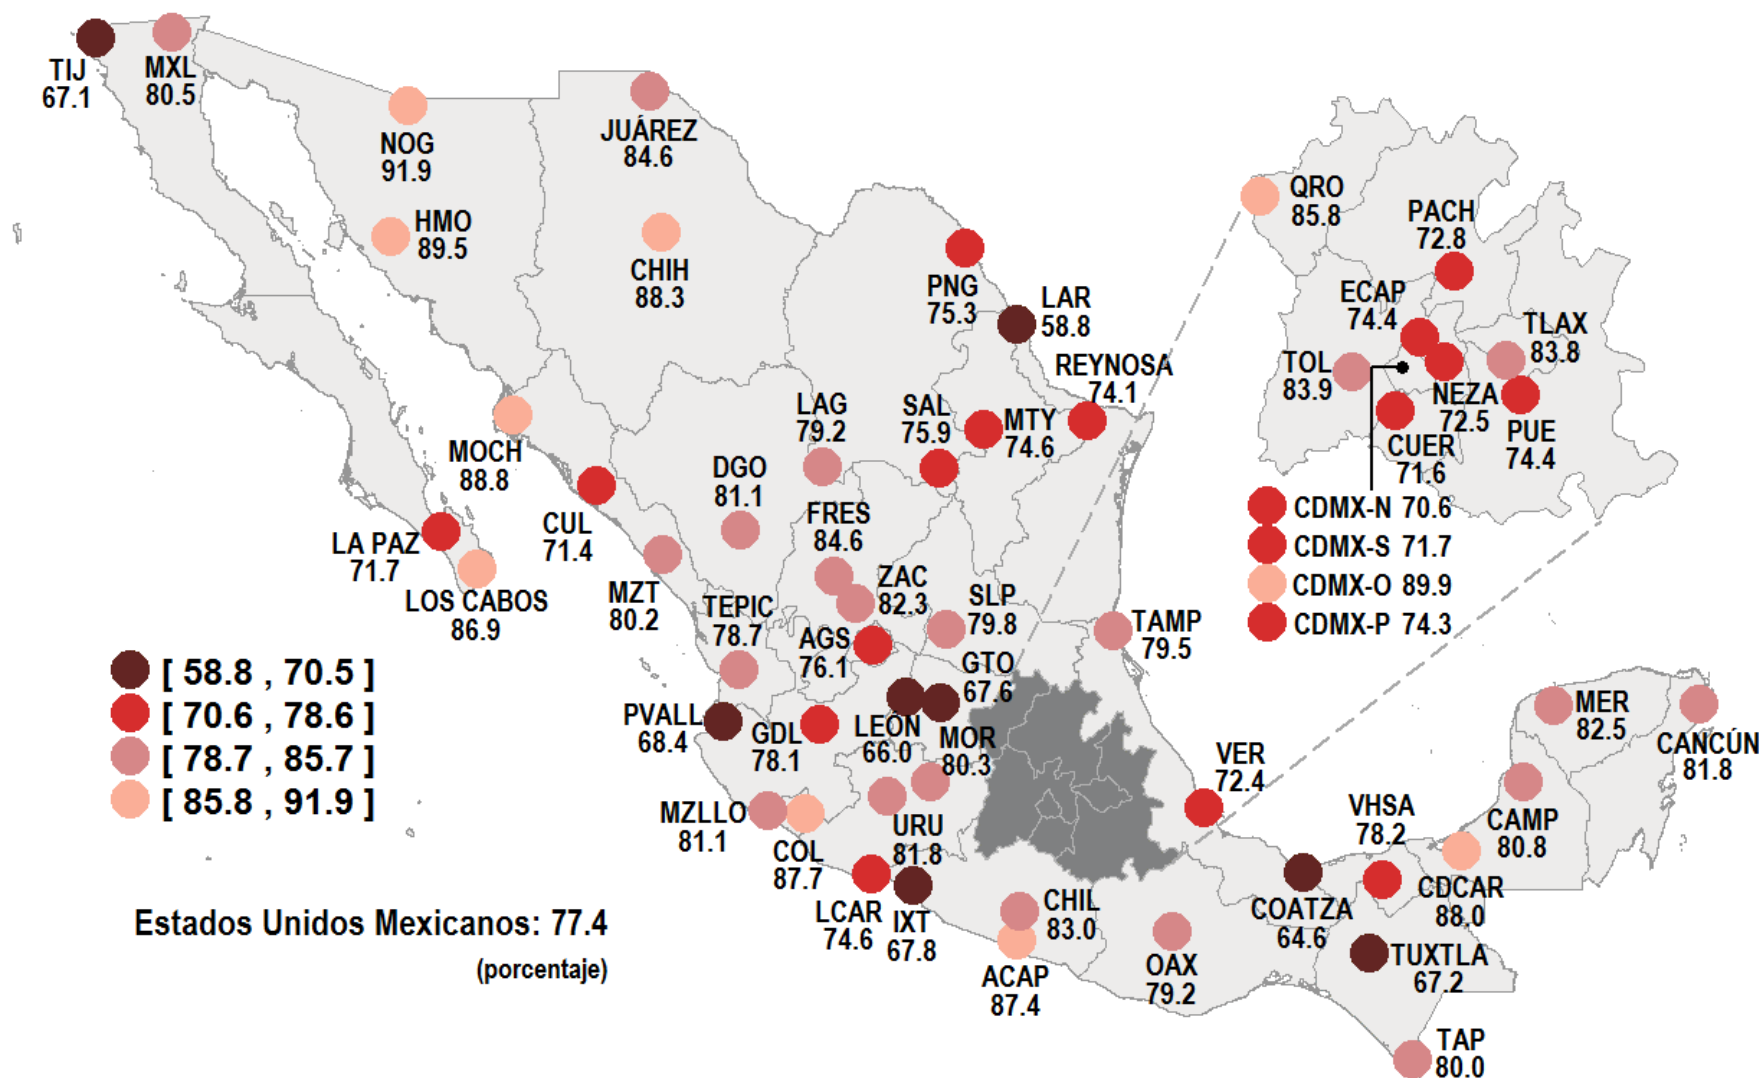 TIJ
67.1
MXL
80.5
NOG
91.9
HMO
89.5
JUÁREZ
84.6
CHIH
88.3
PNG
75.3
LAR
58.8
REYNOSA
74.1
LAG
79.2
SAL
75.9
MTY
74.6
MOCH
88.8
DGO
81.1
CUL
71.4
FRES
84.6
LA PAZ
71.7
LOS CABOS
86.9
MZT
80.2
ZAC
82.3
SLP
79.8
TEPIC
78.7
AGS
76.1
GTO
67.6
TAMP
79.5
PVALL
68.4
GDL
78.1
LEÓN
66.0
MOR
80.3
VER
72.4
MZLLO
81.1
COL
87.7
URU
81.8
LCAR
74.6
IXT
67.8
CHIL
83.0
ACAP
87.4
OAX
79.2
COATZA
64.6
VHSA
78.2
TUXTLA
67.2
TAP
80.0
CDCAR
88.0
CAMP
80.8
MER
82.5
CANCÚN
81.8
QRO
85.8
PACH
72.8
ECAP
74.4
TLAX
83.8
TOL
83.9
NEZA
72.5
PUE
74.4
CUER
71.6
CDMX-N 70.6
CDMX-S 71.7
CDMX-O 89.9
CDMX-P 74.3
[ 58.8 , 70.5 ]
[ 70.6 , 78.6 ]
[ 78.7 , 85.7 ]
[ 85.8 , 91.9 ]
Estados Unidos Mexicanos: 77.4
(porcentaje)